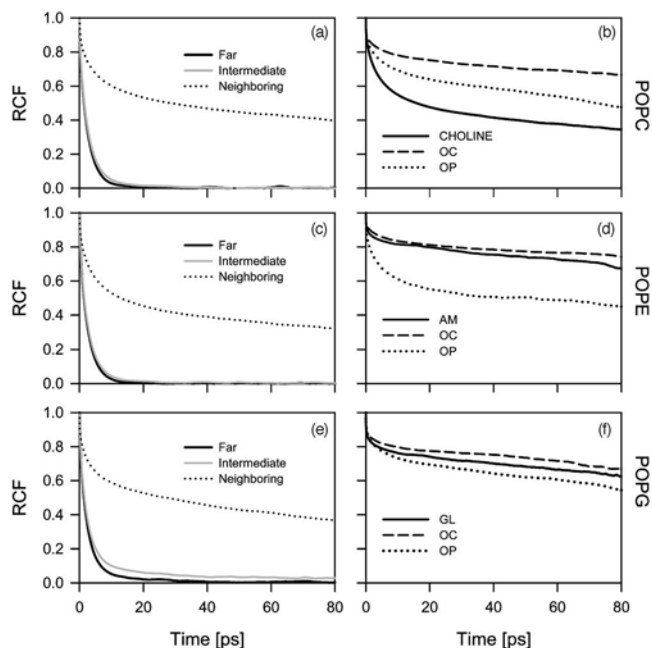 1.0
0.8
0.6
0.4
0.2
0.0
RCF
(a)
Far
Intermediate
Neighboring
(b)
CHOLINE
OC
OP
POPC
1.0
0.8
0.6
0.4
0.2
0.0
RCF
(c)
Far
Intermediate
Neighboring
(d)
AM
OC
OP
POPE
1.0
0.8
0.6
0.4
0.2
0.0
RCF
(e)
Far
Intermediate
Neighboring
(f)
GL
OC
OP
POPG
0 20 40 60 80
0 20 40 60 80
Time [ps]
Time [ps]